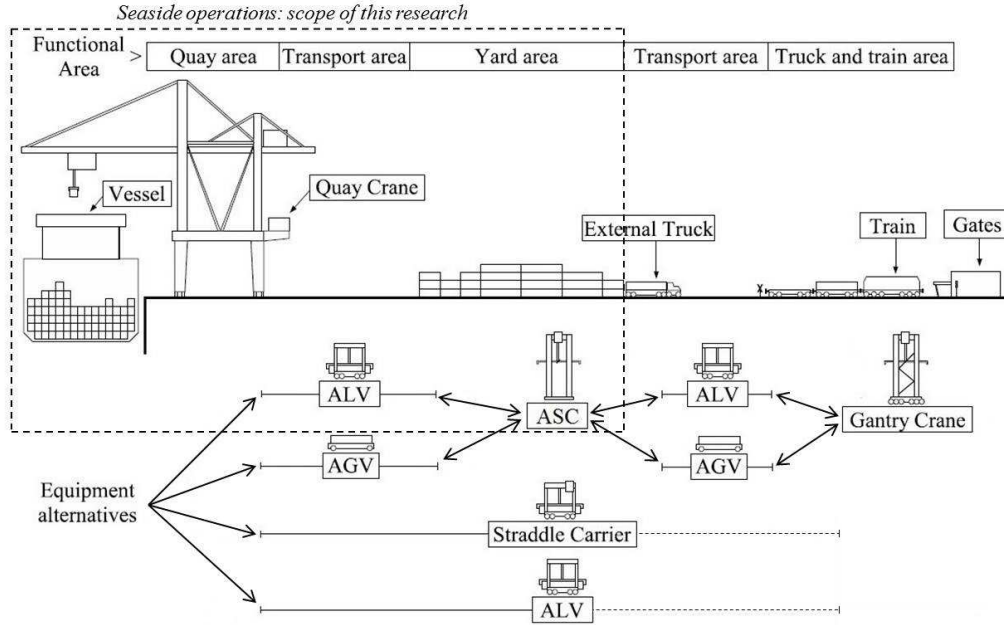 Seaside operations: scope of this research
Functional
Area
>
Quay area
Transport area
Yard area
Transport area
Truck and train area
Vessel
Quay Crane
External Truck
Train
Gates
ALV
ASC
ALV
Gantry Crane
AGV
AGV
Equipment
alternatives
Straddle Carrier
ALV